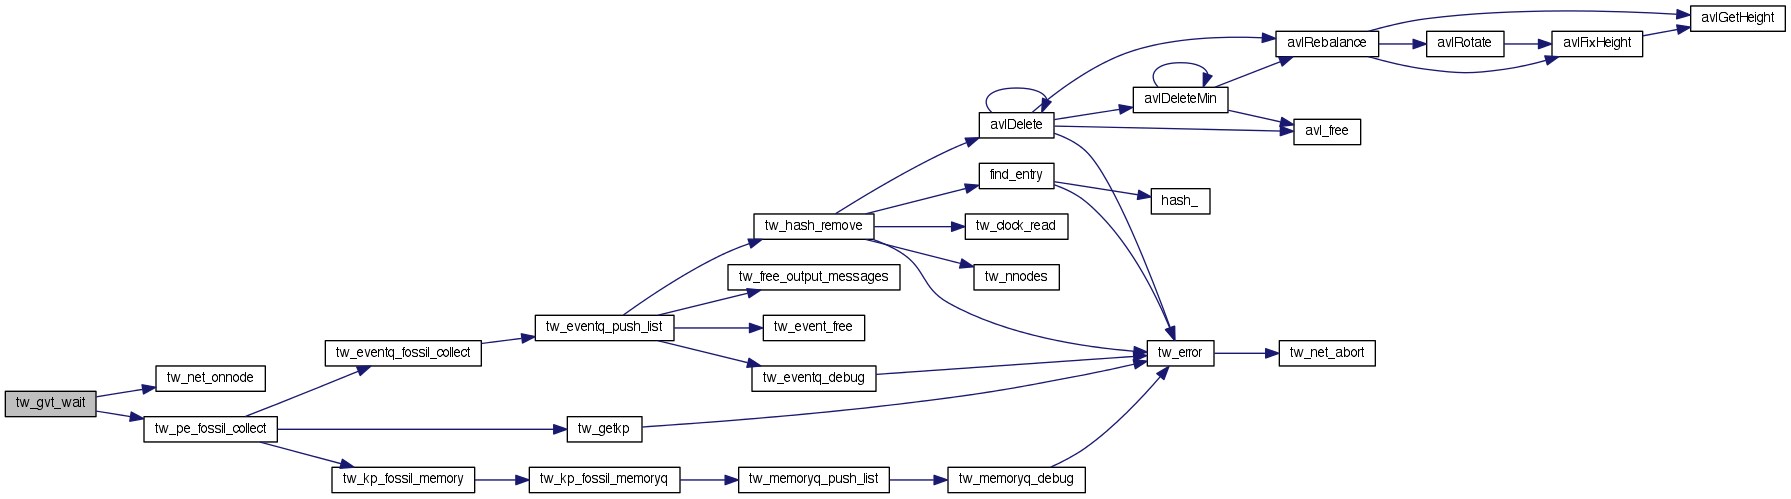 avlGetHeight
avlRebalance
avlRotate
avlFixHeight
avlDeleteMin
avlDelete
avl_free
find_entry
hash_
tw_hash_remove
tw_clock_read
tw_free_output_messages
tw_nnodes
tw_eventq_push_list
tw_event_free
tw_eventq_fossil_collect
tw_error
tw_net_abort
tw_net_onnode
tw_eventq_debug
tw_gvt_wait
tw_pe_fossil_collect
tw_getkp
tw_kp_fossil_memory
tw_kp_fossil_memoryq
tw_memoryq_push_list
tw_memoryq_debug